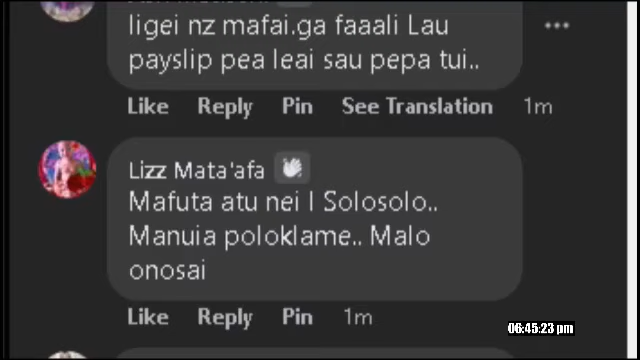 ligei nz mafai.ga faaali Lau
payslip pea leai sau pepa tui..
Like Reply Pin See Translation 1m
Lizz Mata'afa
Mafuta atu nei I Solosolo..
Manuia poloklame.. Malo
onosai
Like Reply Pin 1m
06:45:23 pm